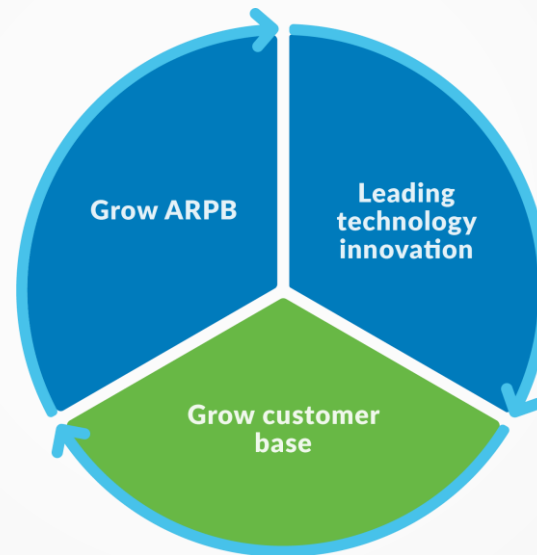 Grow ARPB
Leading
technology
innovation
Grow customer
base